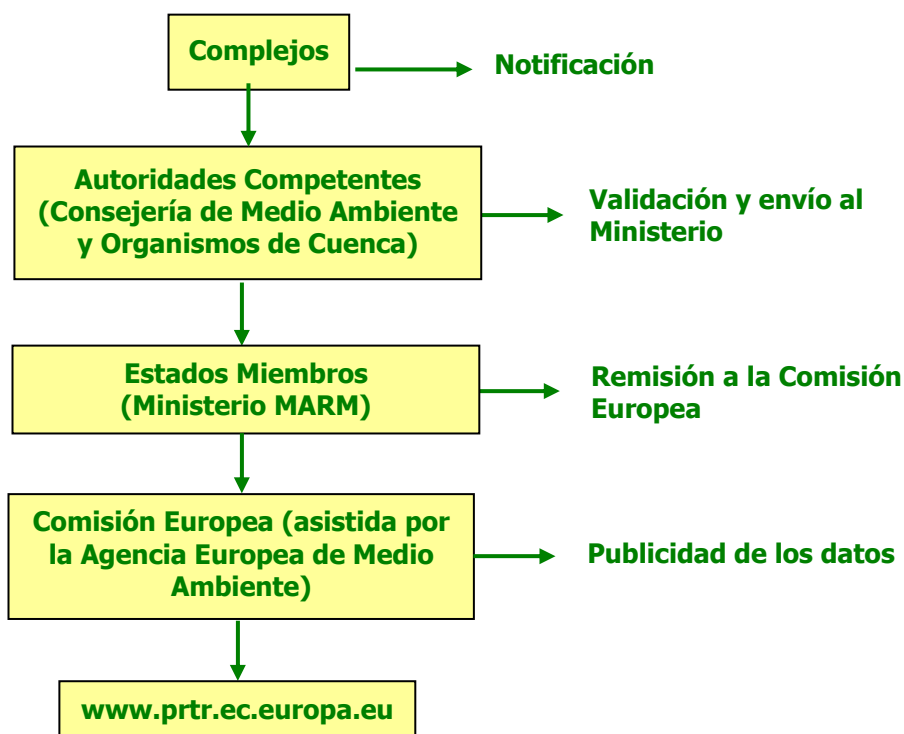 Complejos
Notificación
Autoridades Competentes
(Consejería de Medio Ambiente
y Organismos de Cuenca)
Validación y envío al
Ministerio
Estados Miembros
(Ministerio MARM)
Remisión a la Comisión
Europea
Comisión Europea (asistida por
la Agencia Europea de Medio
Ambiente)
Publicidad de los datos
www.prtr.ec.europa.eu